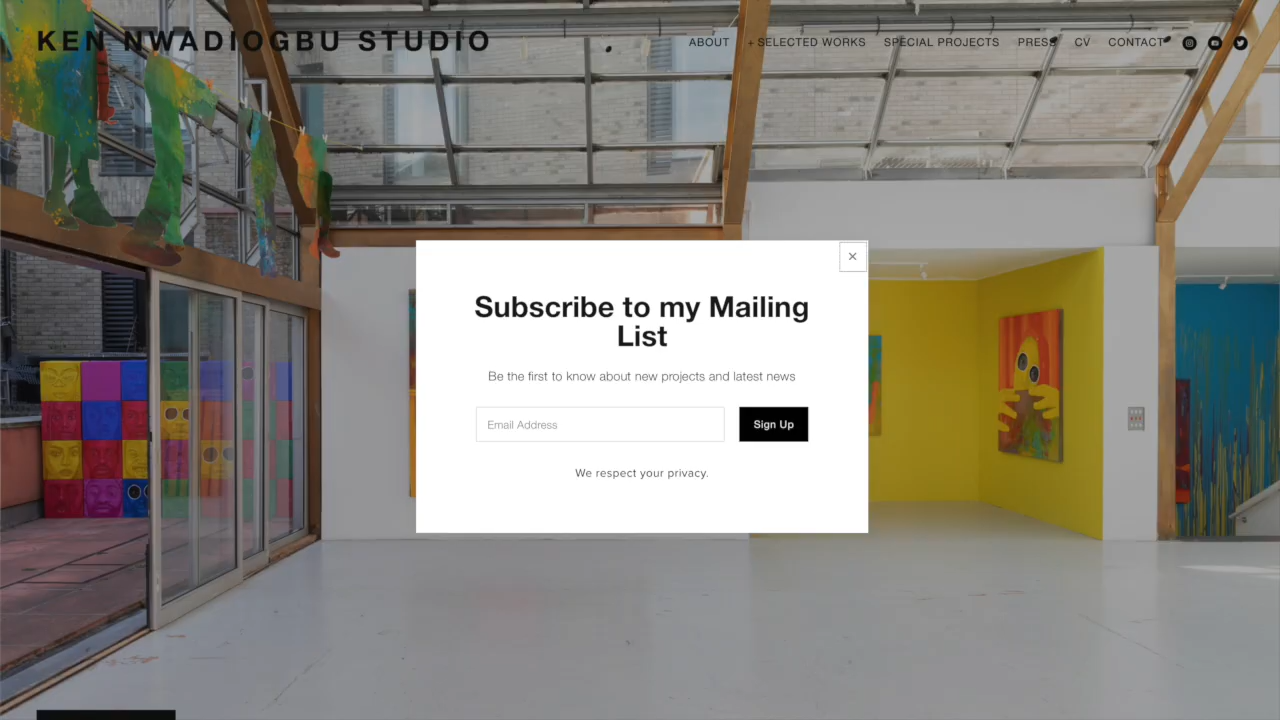 KEN NWADIOGBU STUDIO
ABOUT + SELECTED WORKS SPECIAL PROJECTS PRESS CV CONTACT
Subscribe to my Mailing
List
Be the first to know about new projects and latest news
Email Address
Sign Up
We respect your privacy.